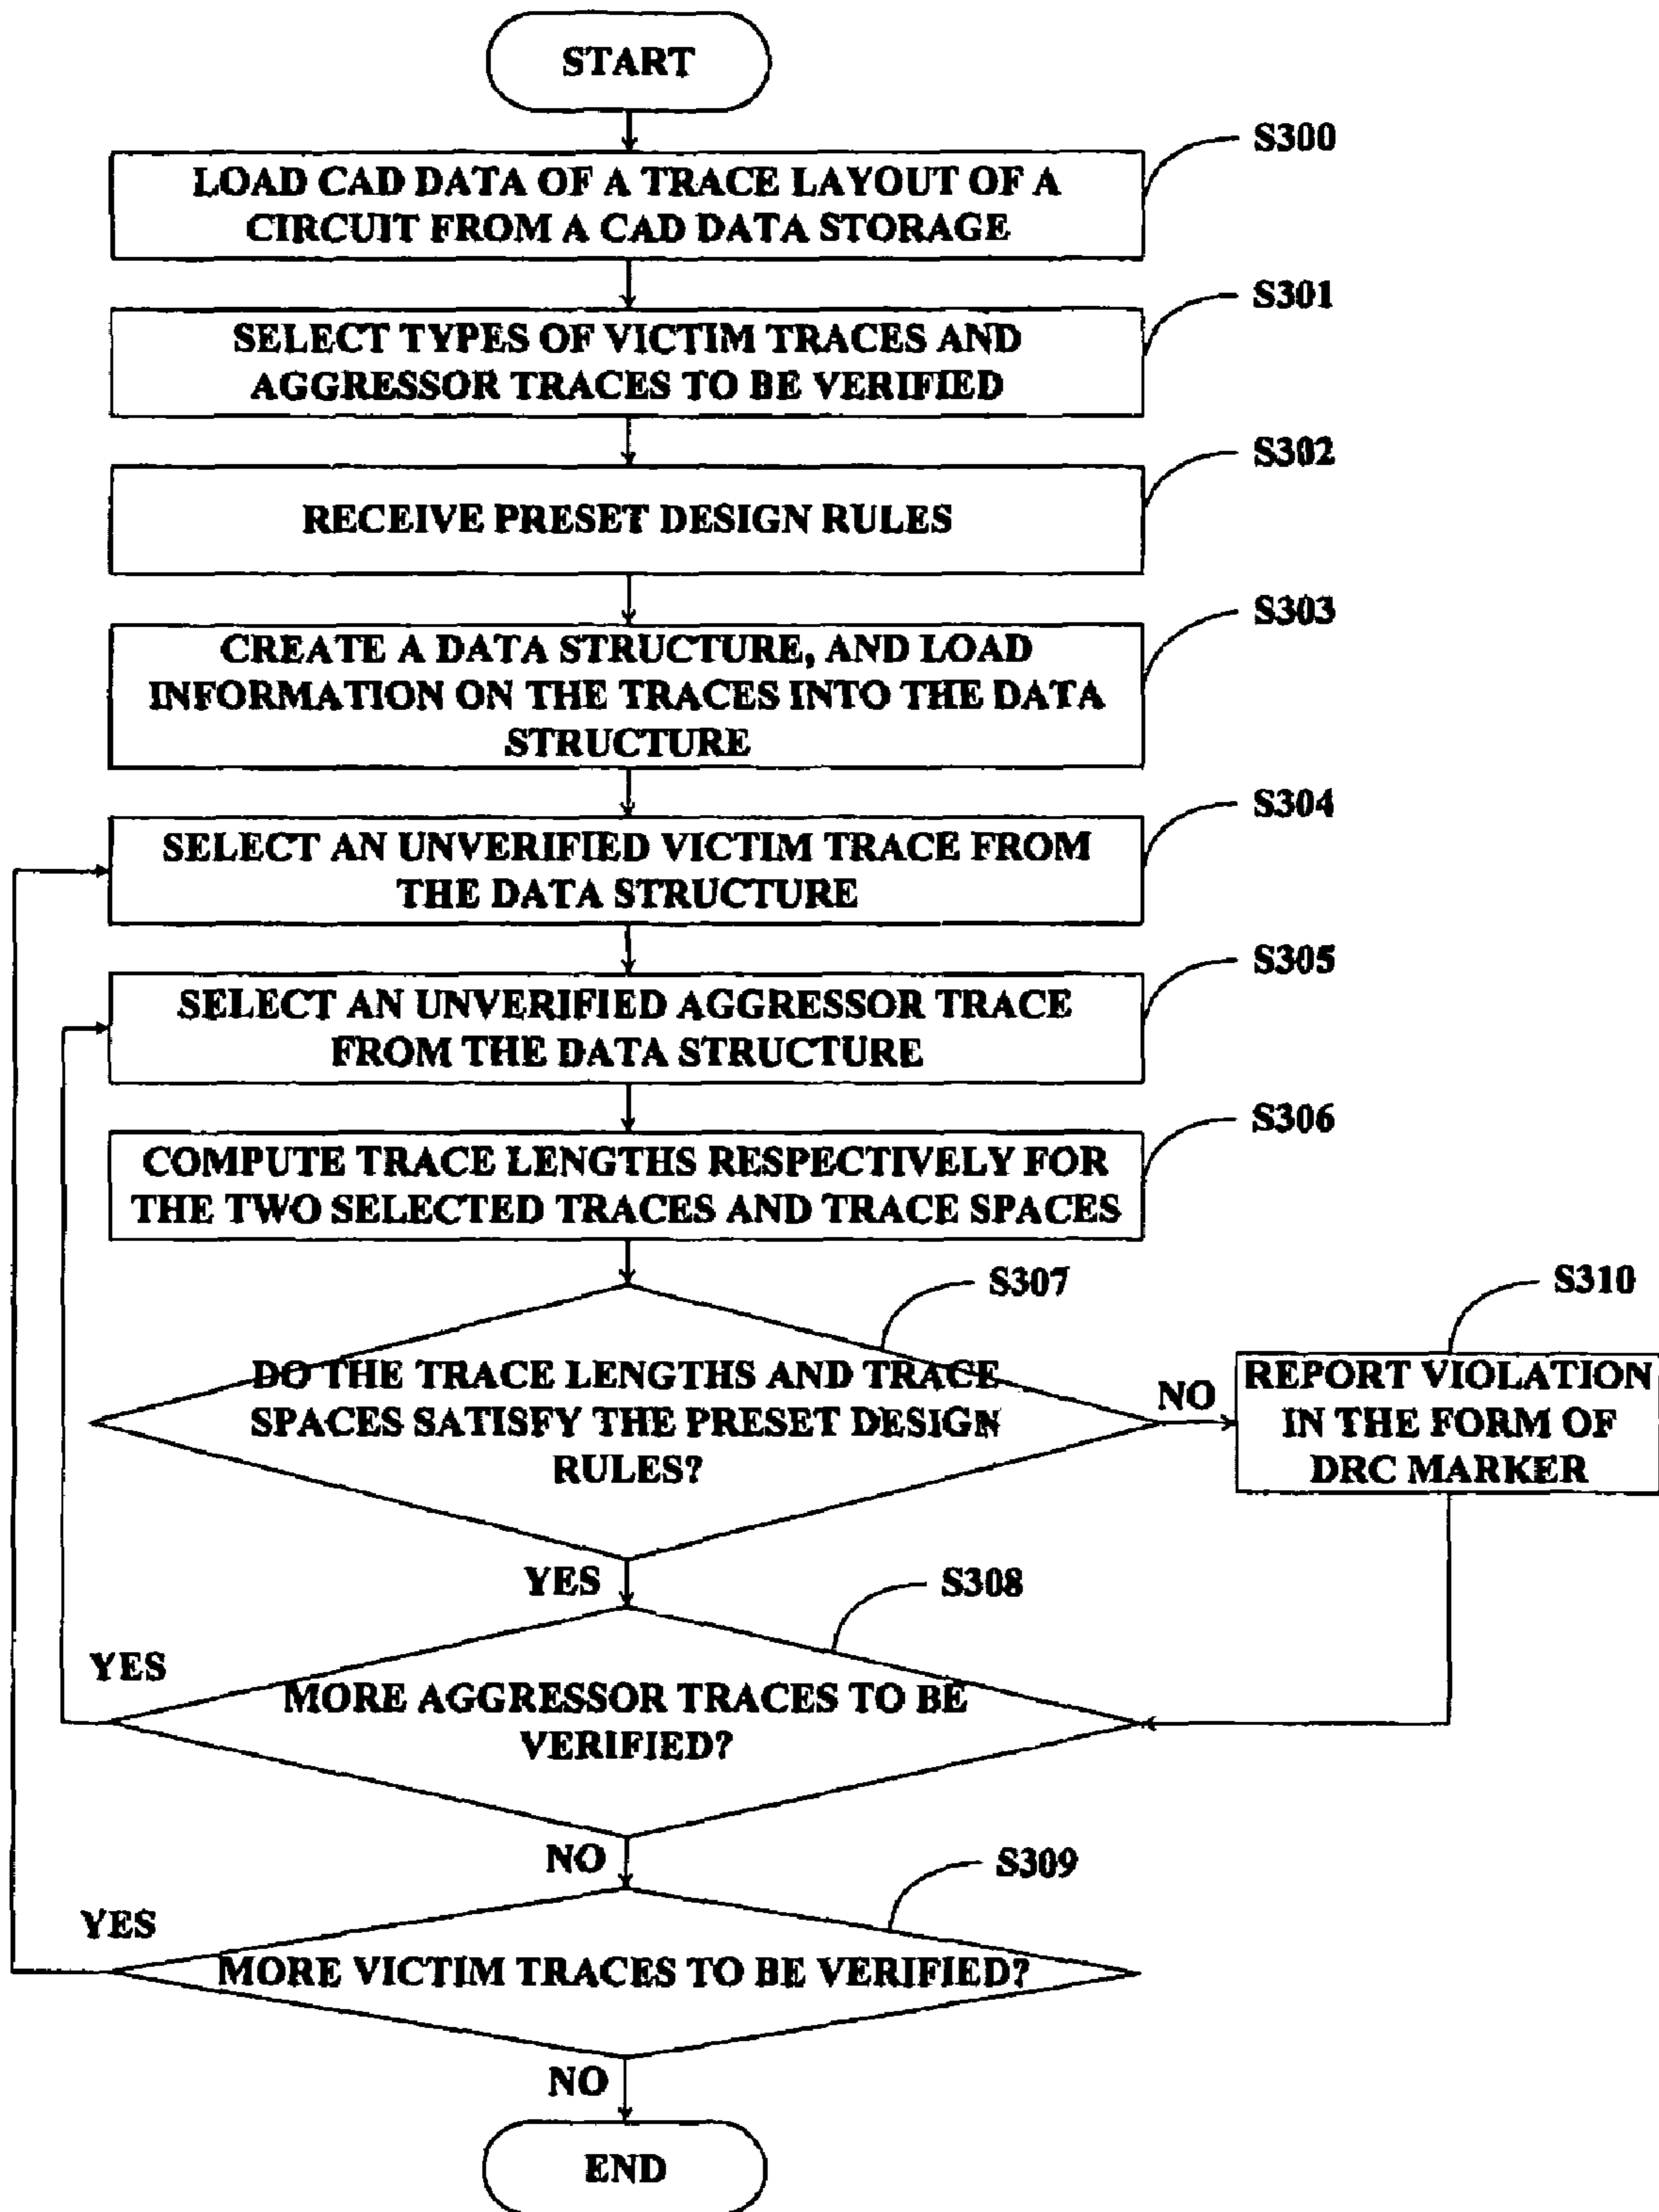 START
S300
LOAD CAD DATA OF A TRACE LAYOUT OF A
CIRCUIT FROM A CAD DATA STORAGE
S301
SELECT TYPES OF VICTIM TRACES AND
AGGRESSOR TRACES TO BE VERIFIED
S302
RECEIVE PRESET DESIGN RULES
S303
CREATE A DATA STRUCTURE, AND LOAD
INFORMATION ON THE TRACES INTO THE DATA
STRUCTURE
S304
SELECT AN UNVERIFIED VICTIM TRACE FROM
THE DATA STRUCTURE
S305
SELECT AN UNVERIFIED AGGRESSOR TRACE
FROM THE DATA STRUCTURE
S306
COMPUTE TRACE LENGTHS RESPECTIVELY FOR
THE TWO SELECTED TRACES AND TRACE SPACES
S307
DO THE TRACE LENGTHS AND TRACE
SPACES SATISFY THE PRESET DESIGN
RULES?
NO
S310
REPORT VIOLATION
IN THE FORM OF
DRC MARKER
YES
S308
YES
MORE AGGRESSOR TRACES TO BE
VERIFIED?
NO
S309
YES
MORE VICTIM TRACES TO BE VERIFIED?
NO
END